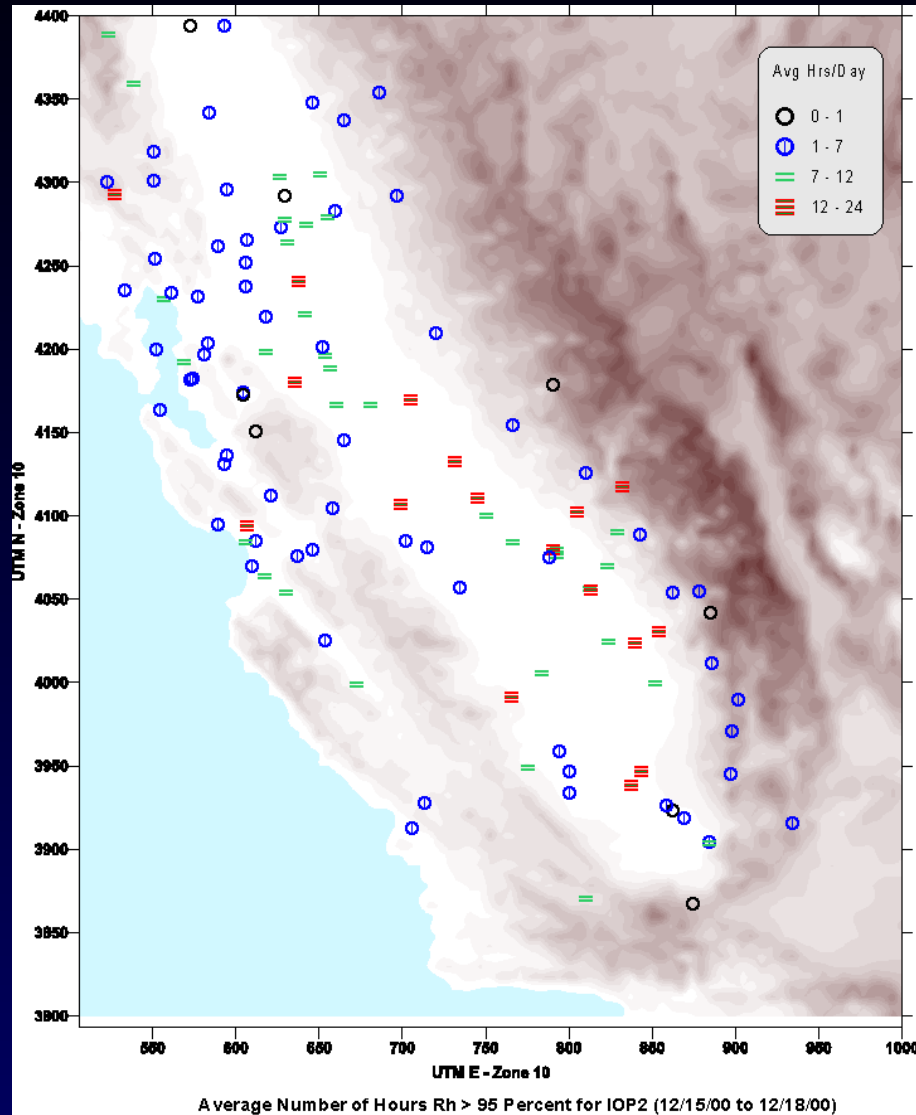 4400
Avg Hrs/Day
4350
0 - 1
1 - 7
4300
7 - 12
12 - 24
4250
4200
4150
4100
UTM N - Zone 10
4050
4000
3950
3900
3850
3800
550 600 650 700 750 800 850 900 950 1000
UTM E - Zone 10
Average Number of Hours Rh > 95 Percent for IOP2 (12/15/00 to 12/18/00)